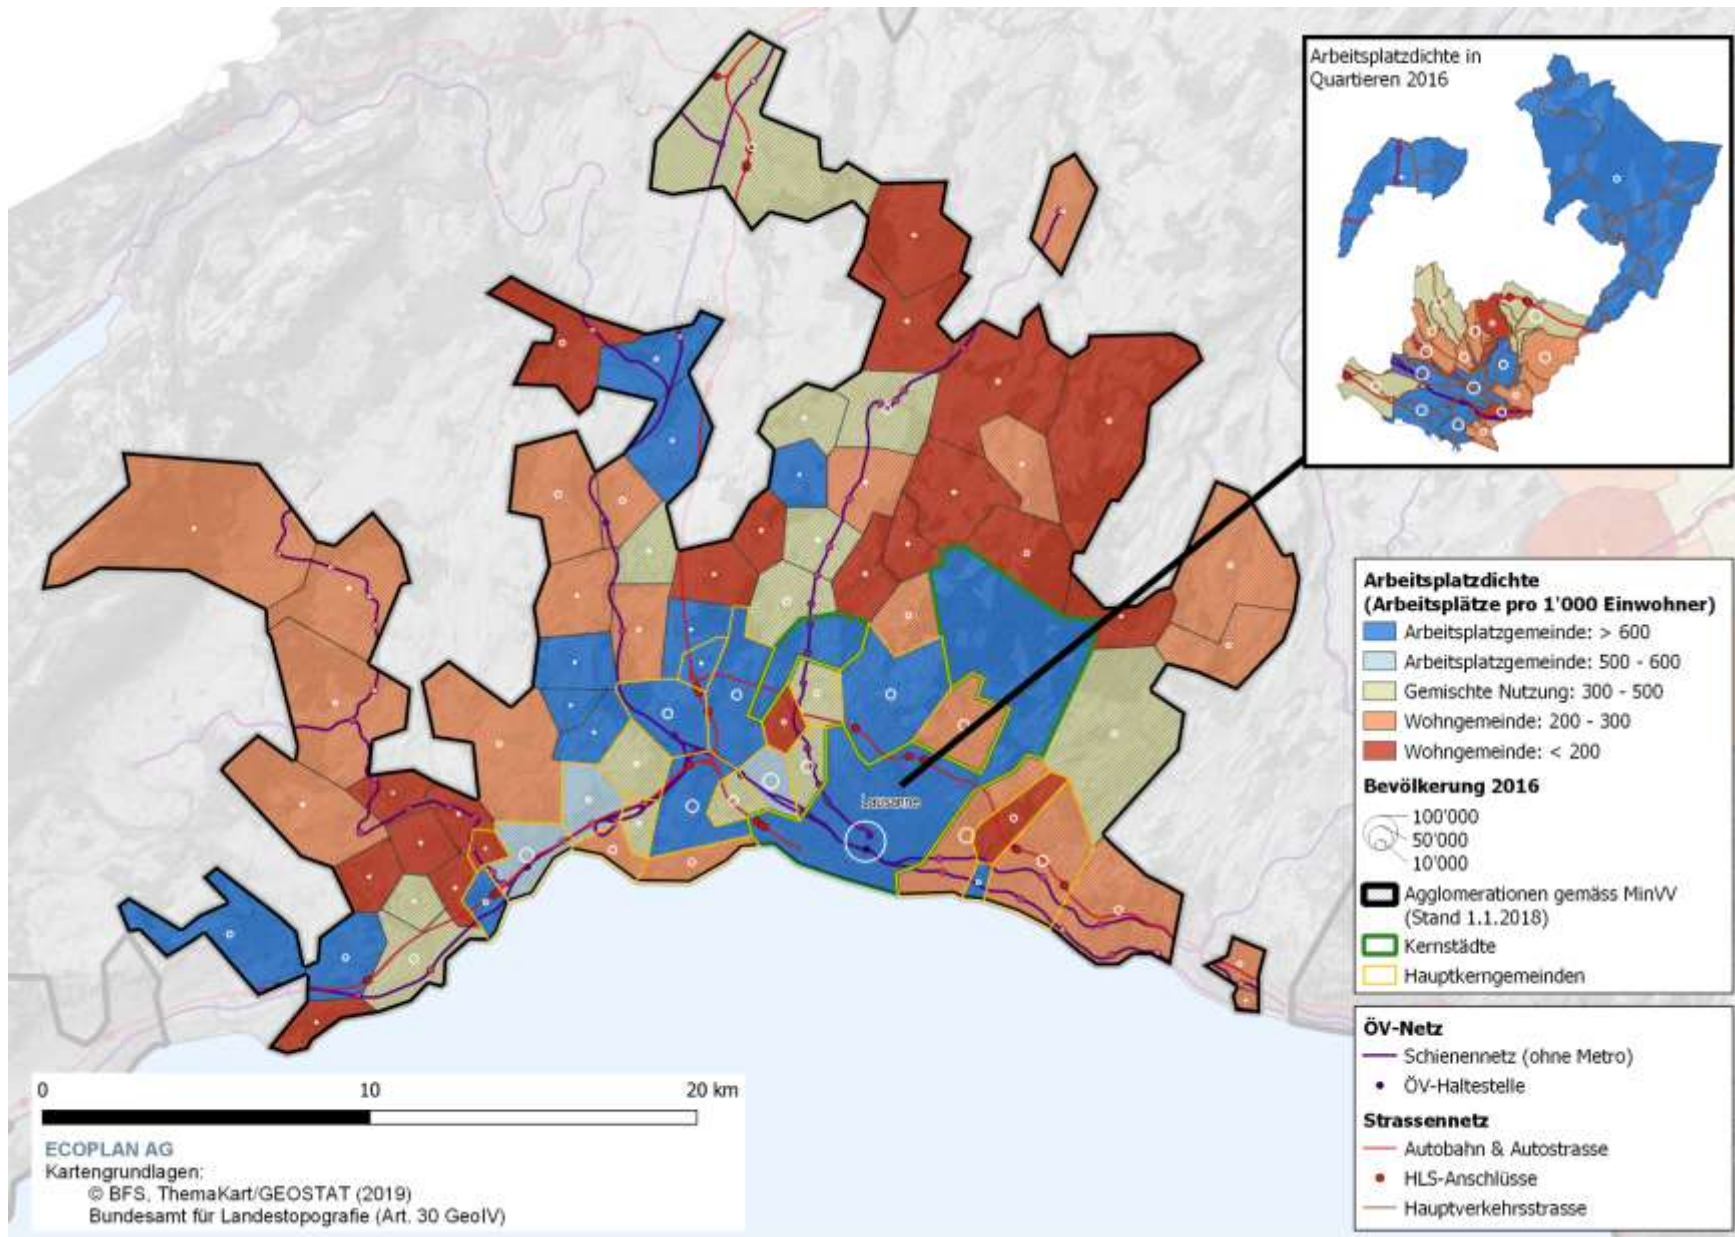 Arbeitsplatzdichte in
Quartieren 2016
Lausanne
Arbeitsplatzdichte
(Arbeitsplätze pro 1'000 Einwohner)
Arbeitsplatzgemeinde: > 600
Arbeitsplatzgemeinde: 500 - 600
Gemischte Nutzung: 300 - 500
Wohngemeinde: 200 - 300
Wohngemeinde: < 200
Bevölkerung 2016
100'000
50'000
10'000
Agglomerationen gemäss MinVV
(Stand 1.1.2018)
Kernstädte
Hauptkerngemeinden
ÖV-Netz
Schienennetz (ohne Metro)
ÖV-Haltestelle
Strassennetz
Autobahn & Autostrasse
HLS-Anschlüsse
Hauptverkehrsstrasse
0 10 20 km
ECOPLAN AG
Kartengrundlagen:
© BFS, ThemaKart/GEOSTAT (2019)
Bundesamt für Landestopografie (Art. 30 GeoIV)